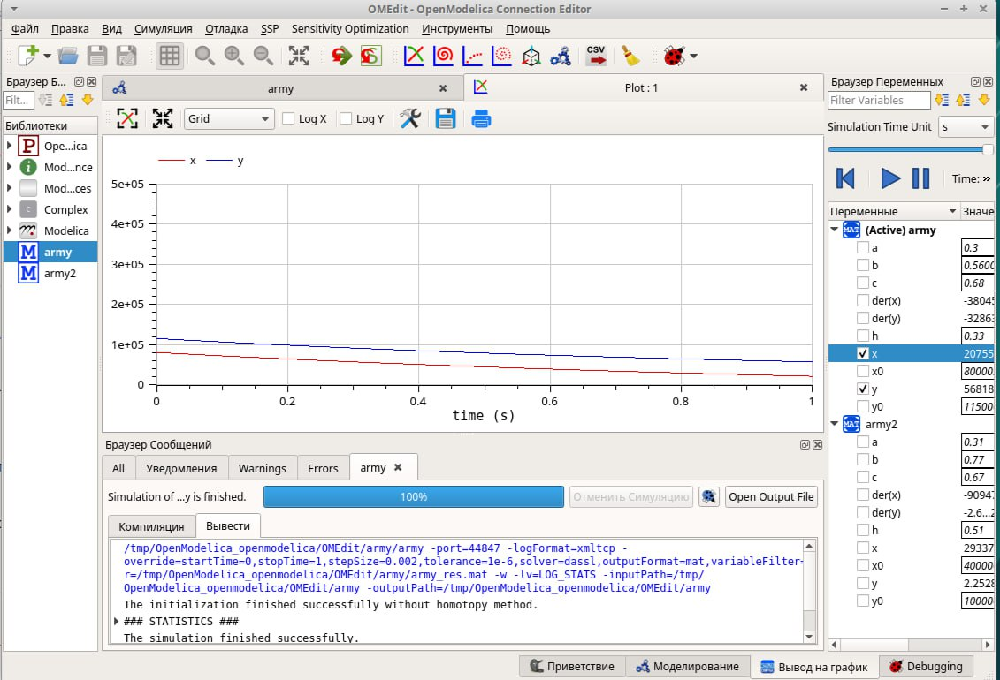 OMEdit - OpenModelica Connection Editor
Файл Правка Вид Симуляция Отладка SSP Sensitivity Optimization Инструменты Помощь
CSV
Браузер Б...
Filt...
Библиотеки
P Ope...ica
i Mod...nce
Mod...ces
C Complex
Modelica
M army
M army2
army
Plot : 1
Grid Log X Log Y
x y
5e+05
4e+05
3e+05
2e+05
1e+05
0
0 0.2 0.4 0.6 0.8 1
time (s)
Браузер Сообщений
All Уведомления Warnings Errors army
Simulation of ...y is finished. 100% Отменить Симуляцию Open Output File
Компиляция Вывести
/tmp/OpenModelica_openmodelica/OMEdit/army/army -port=44847 -logFormat=xmltcp -
override=startTime=0,stopTime=1,stepSize=0.002,tolerance=1e-6,solver=dassl,outputFormat=mat,variableFilter=
r=/tmp/OpenModelica_openmodelica/OMEdit/army/army_res.mat -w -lv=LOG_STATS -inputPath=/tmp/
OpenModelica_openmodelica/OMEdit/army -outputPath=/tmp/OpenModelica_openmodelica/OMEdit/army
The initialization finished successfully without homotopy method.
### STATISTICS ###
The simulation finished successfully.
Браузер Переменных
Filter Variables
Simulation Time Unit s
Time: »
Переменные Значе
MAT (Active) army
a 0.3
b 0.5600
c 0.68
der(x) -38045
der(y) -32863
h 0.33
x 20755
x0 80000
y 56818
y0 11500
MAT army2
a 0.31
b 0.77
c 0.67
der(x) -90947
der(y) -2.6...2
h 0.51
x 29337
x0 40000
y 2.2528
y0 10000
Приветствие Моделирование Вывод на график Debugging